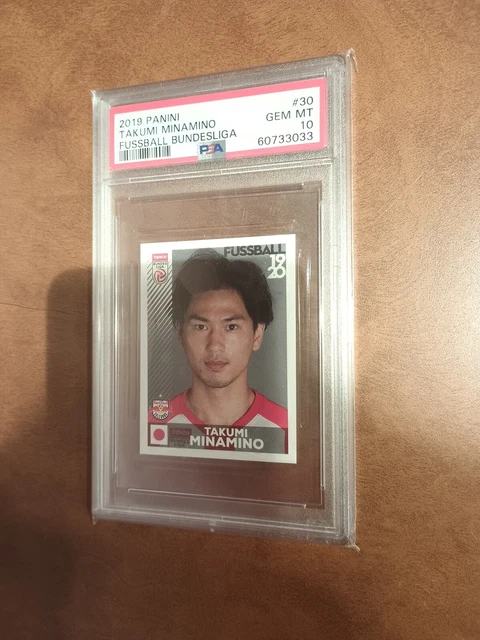 2019 PANINI #30
TAKUMI MINAMINO GEM MT
FUSSBALL BUNDESLIGA 10
PSA 60733033
FUSSBALL
19
20
TAKUMI
MINAMINO